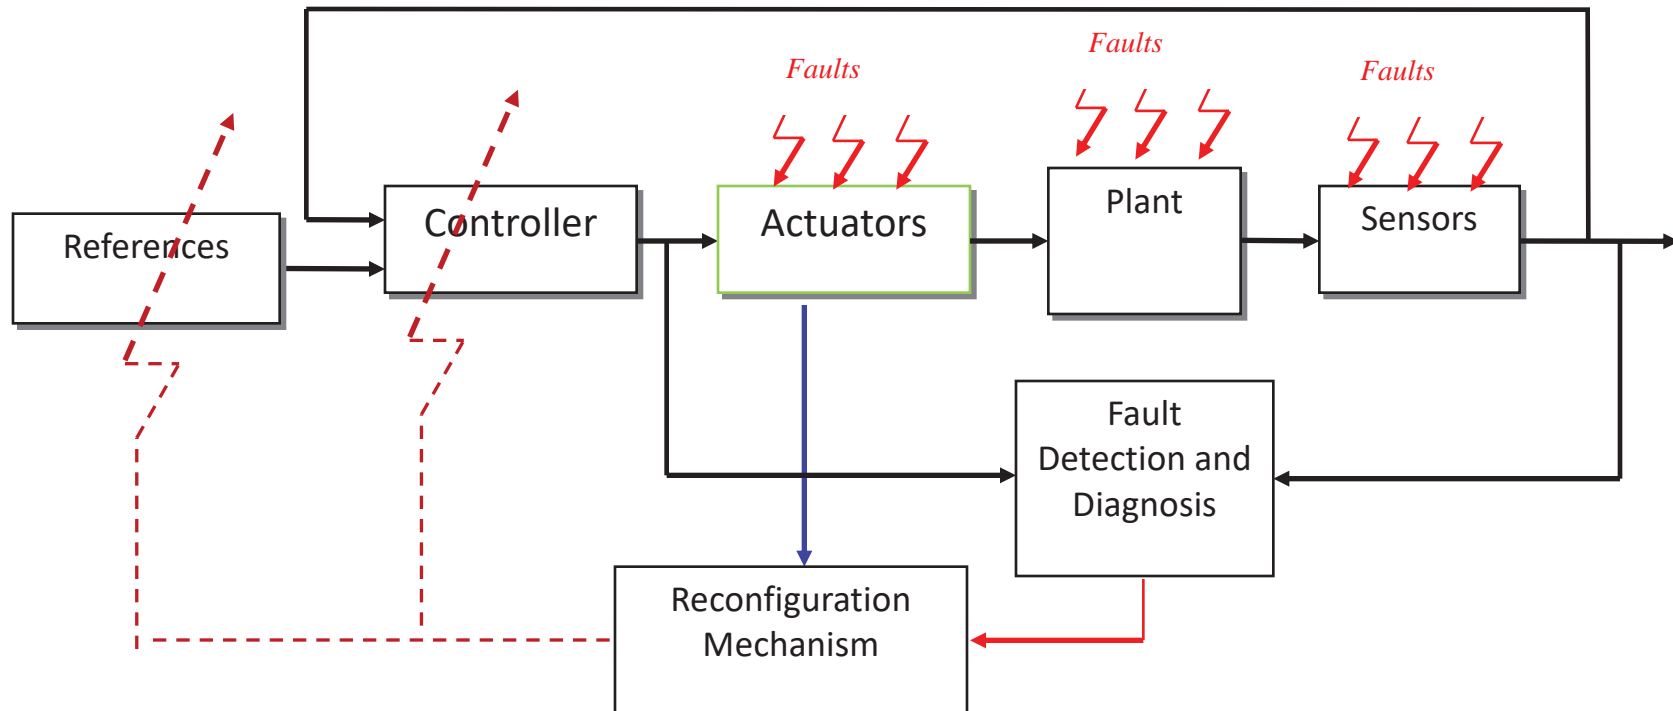 Faults
Faults
Faults
References
Controller
Actuators
Plant
Sensors
Fault
Detection and
Diagnosis
Reconfiguration
Mechanism